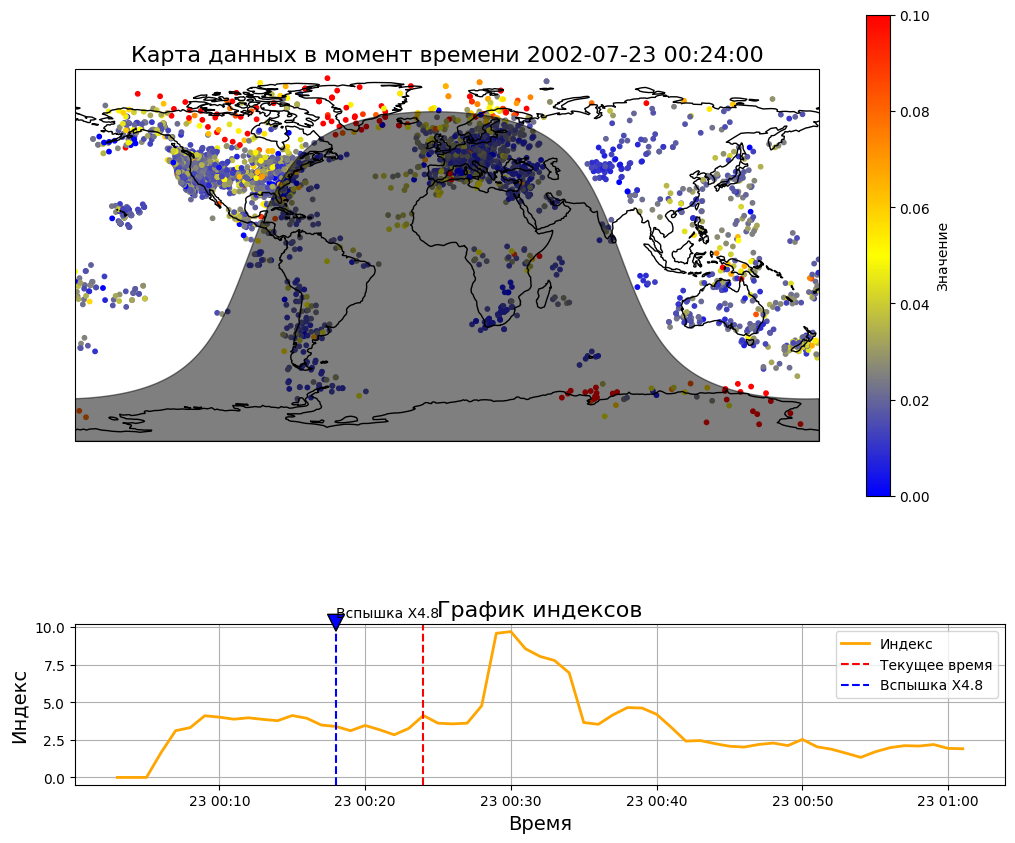 Карта данных в момент времени 2002-07-23 00:24:00
0.10
0.08
0.06
0.04
0.02
0.00
значение
График индексов
Вспышка X4.8
10.0
7.5
5.0
2.5
0.0
Индекс
Индекс
Текущее время
Вспышка X4.8
23 00:10
23 00:20
23 00:30
23 00:40
23 00:50
23 01:00
Время